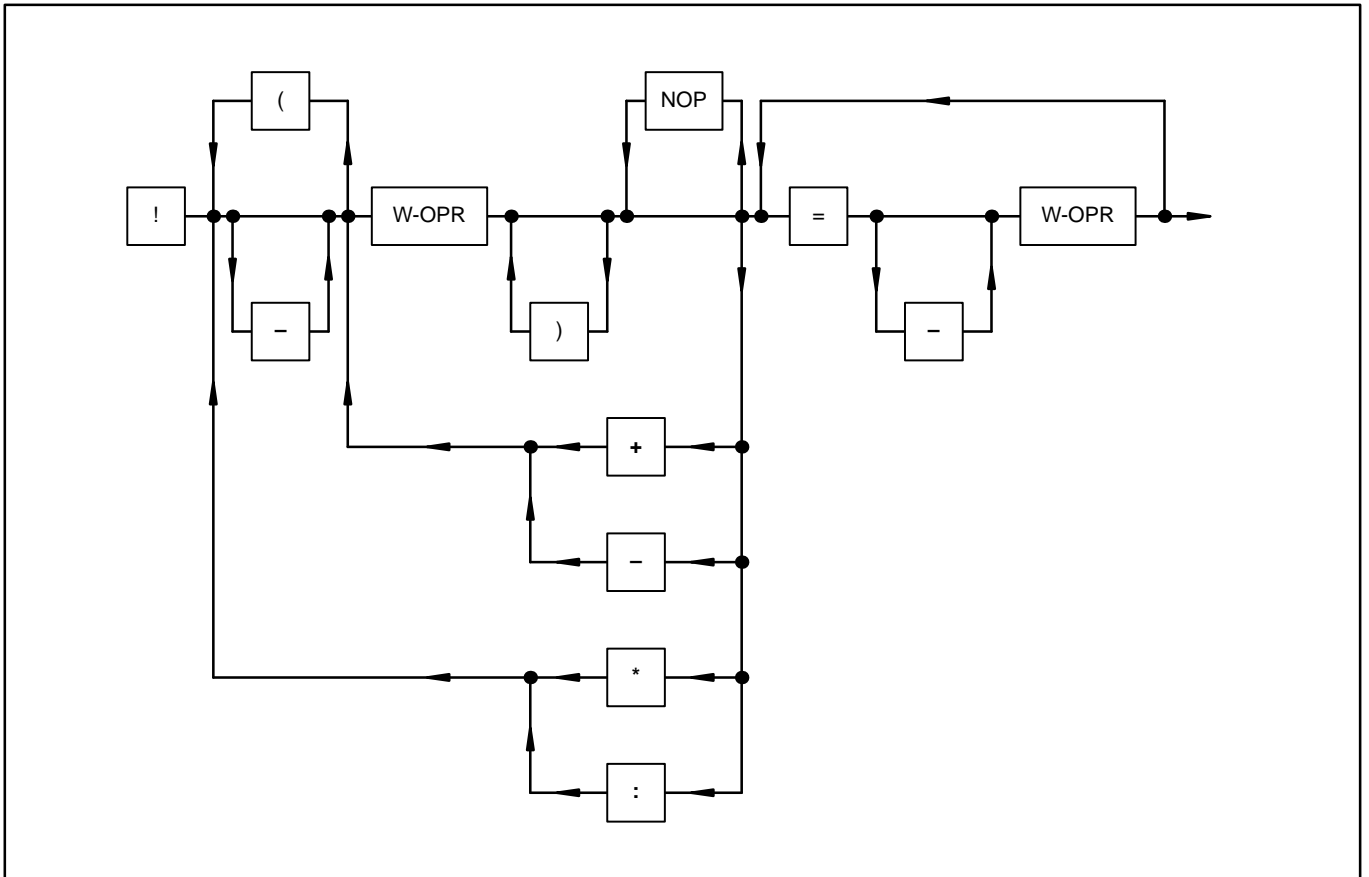 ( NOP
! W-OPR = W-OPR
– ) –
+
–
*
: